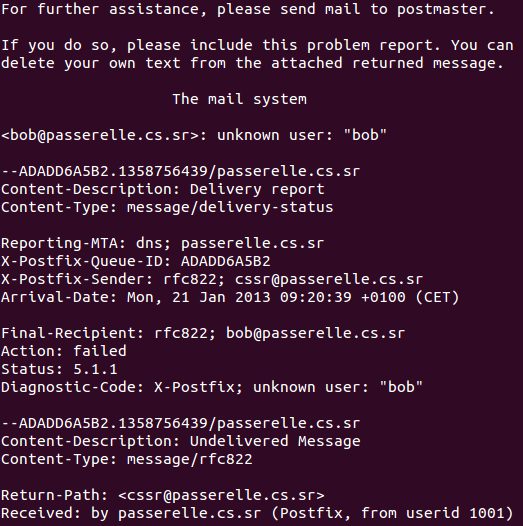 For further assistance, please send mail to postmaster.
If you do so, please include this problem report. You can
delete your own text from the attached returned message.
The mail system
<bob@passerelle.cs.sr>: unknown user: "bob"
--ADADD6A5B2.1358756439/passerelle.cs.sr
Content-Description: Delivery report
Content-Type: message/delivery-status
Reporting-MTA: dns; passerelle.cs.sr
X-Postfix-Queue-ID: ADADD6A5B2
X-Postfix-Sender: rfc822; cssr@passerelle.cs.sr
Arrival-Date: Mon, 21 Jan 2013 09:20:39 +0100 (CET)
Final-Recipient: rfc822; bob@passerelle.cs.sr
Action: failed
Status: 5.1.1
Diagnostic-Code: X-Postfix; unknown user: "bob"
--ADADD6A5B2.1358756439/passerelle.cs.sr
Content-Description: Undelivered Message
Content-Type: message/rfc822
Return-Path: <cssr@passerelle.cs.sr>
Received: by passerelle.cs.sr (Postfix, from userid 1001)